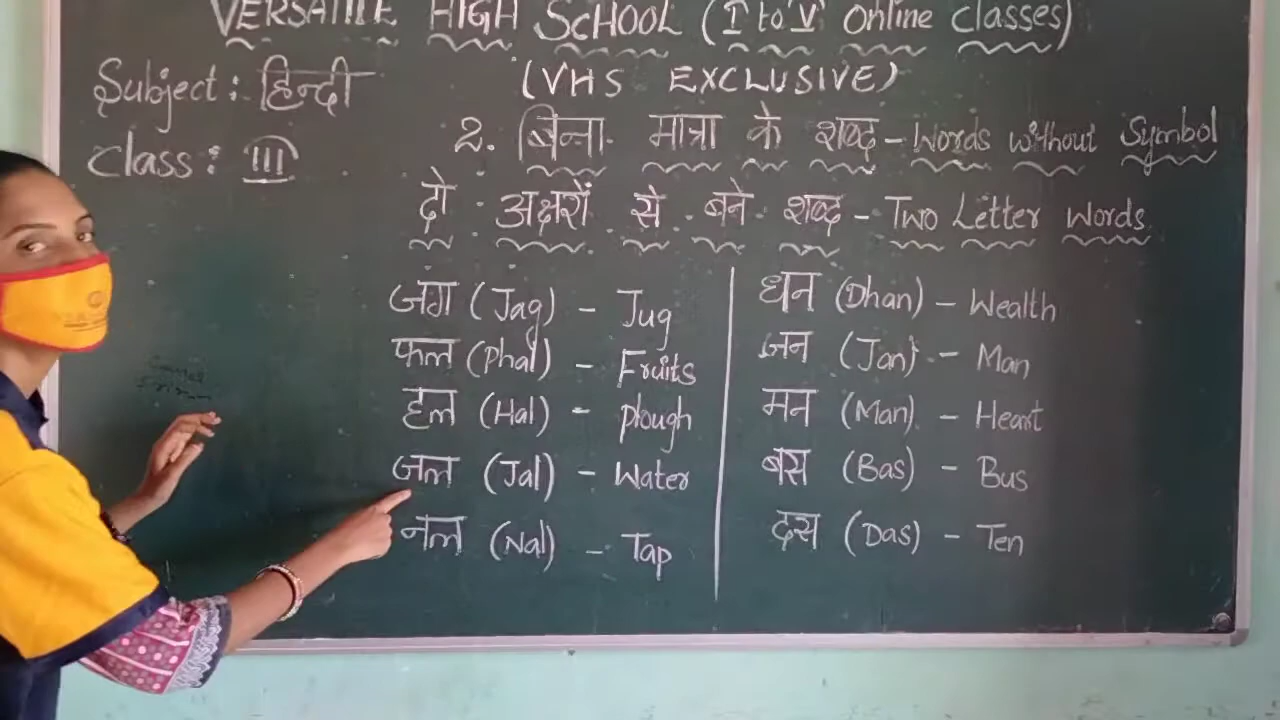 VERSATILE HIGH SCHOOL (I to V Online classes)
Subject: हिन्दी (VHS EXCLUSIVE)
Class: III
2. बिना मात्रा के शब्द - Words without Symbol
दो अक्षरों से बने शब्द - Two Letter Words
जग (Jag) - Jug
फल (Phal) - Fruits
हल (Hal) - plough
जल (Jal) - Water
नल (Nal) - Tap
धन (Dhan) - Wealth
जन (Jan) - Man
मन (Man) - Heart
बस (Bas) - Bus
दस (Das) - Ten